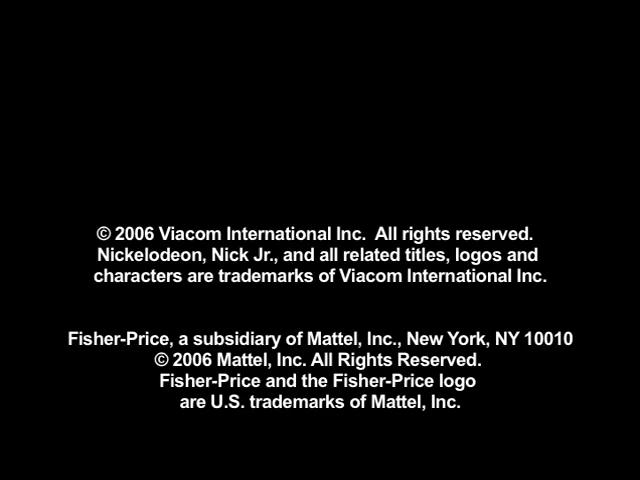 © 2006 Viacom International Inc. All rights reserved.
Nickelodeon, Nick Jr., and all related titles, logos and
characters are trademarks of Viacom International Inc.
Fisher-Price, a subsidiary of Mattel, Inc., New York, NY 10010
© 2006 Mattel, Inc. All Rights Reserved.
Fisher-Price and the Fisher-Price logo
are U.S. trademarks of Mattel, Inc.